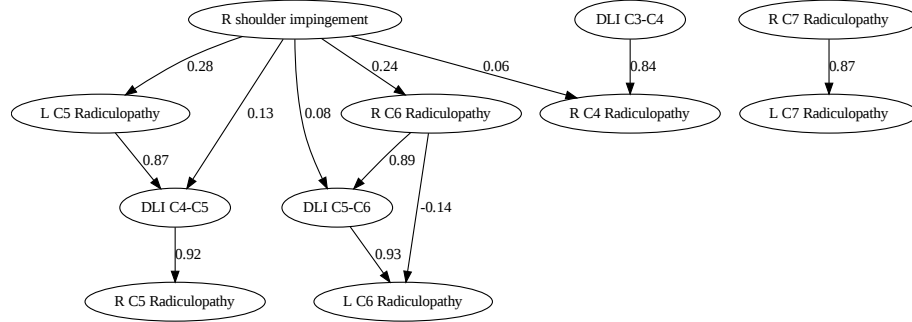 R shoulder impingement
DLI C3-C4
R C7 Radiculopathy
0.28
0.24
0.06
0.84
0.87
L C5 Radiculopathy
0.13
0.08
R C6 Radiculopathy
R C4 Radiculopathy
L C7 Radiculopathy
0.87
0.89
DLI C4-C5
DLI C5-C6
-0.14
0.92
0.93
R C5 Radiculopathy
L C6 Radiculopathy